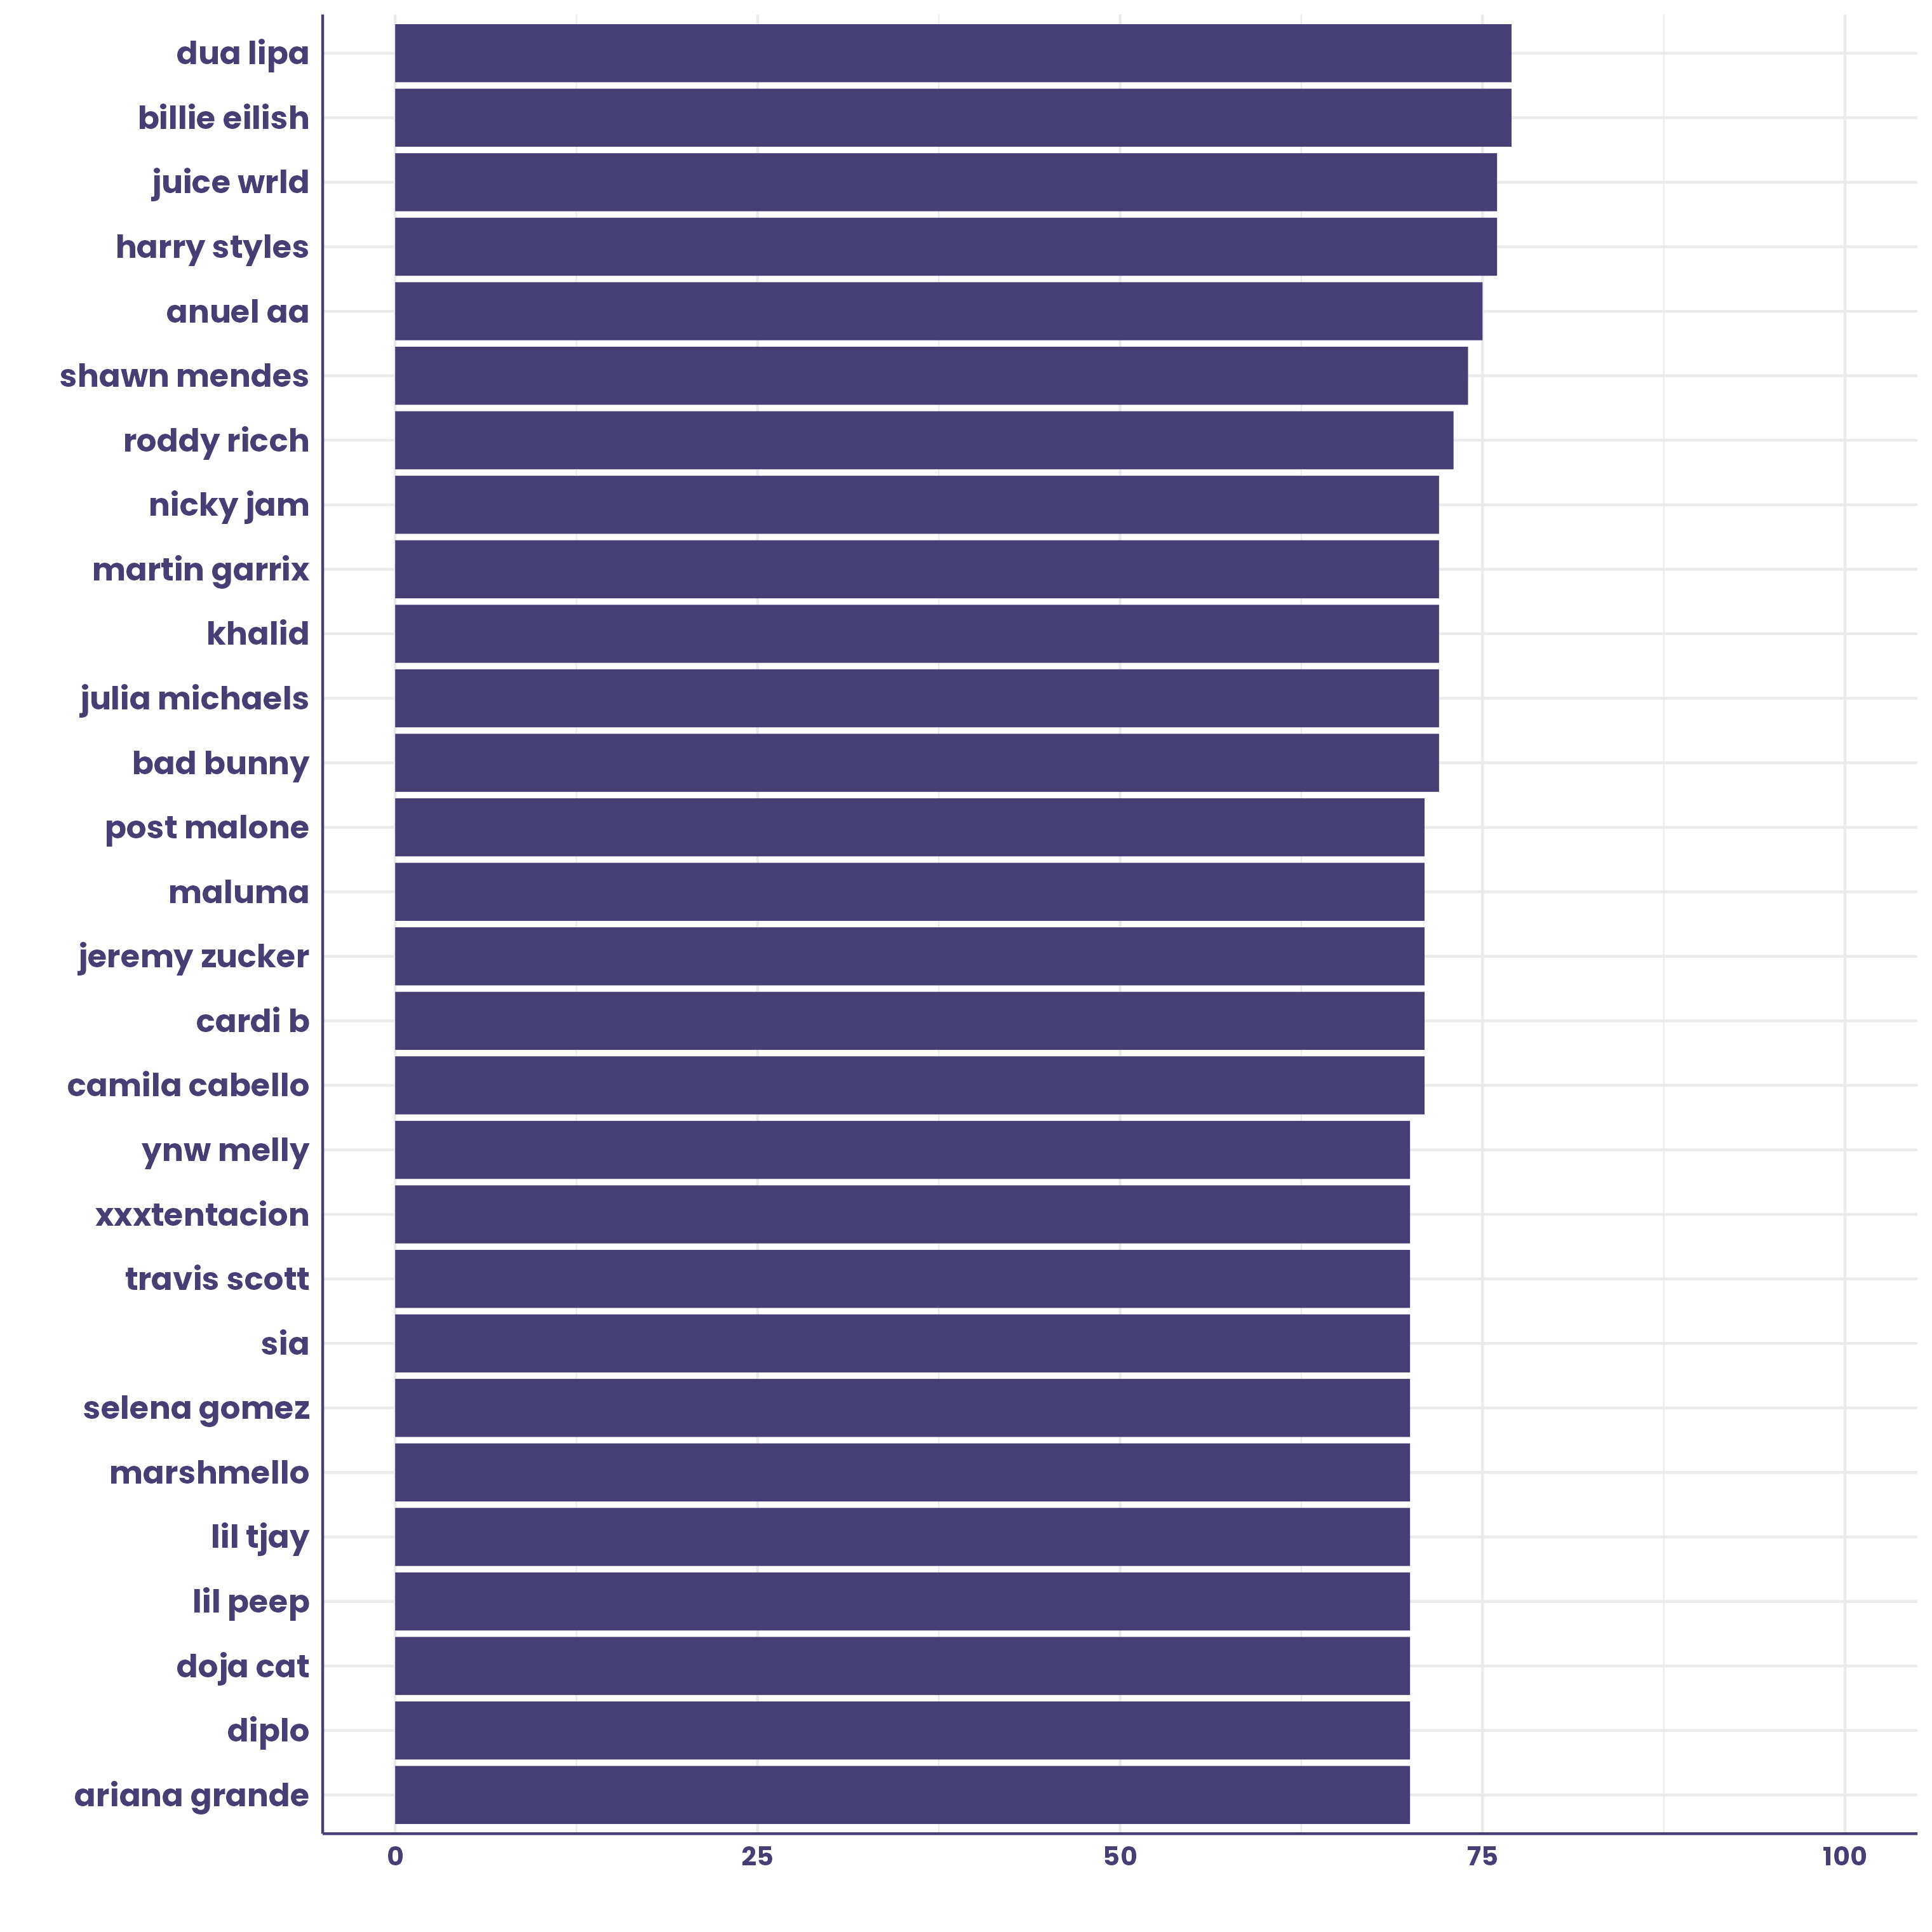 dua lipa
billie eilish
juice wrld
harry styles
anuel aa
shawn mendes
roddy ricch
nicky jam
martin garrix
khalid
julia michaels
bad bunny
post malone
maluma
jeremy zucker
cardi b
camila cabello
ynw melly
xxxtentacion
travis scott
sia
selena gomez
marshmello
lil tjay
lil peep
doja cat
diplo
ariana grande
0 25 50 75 100